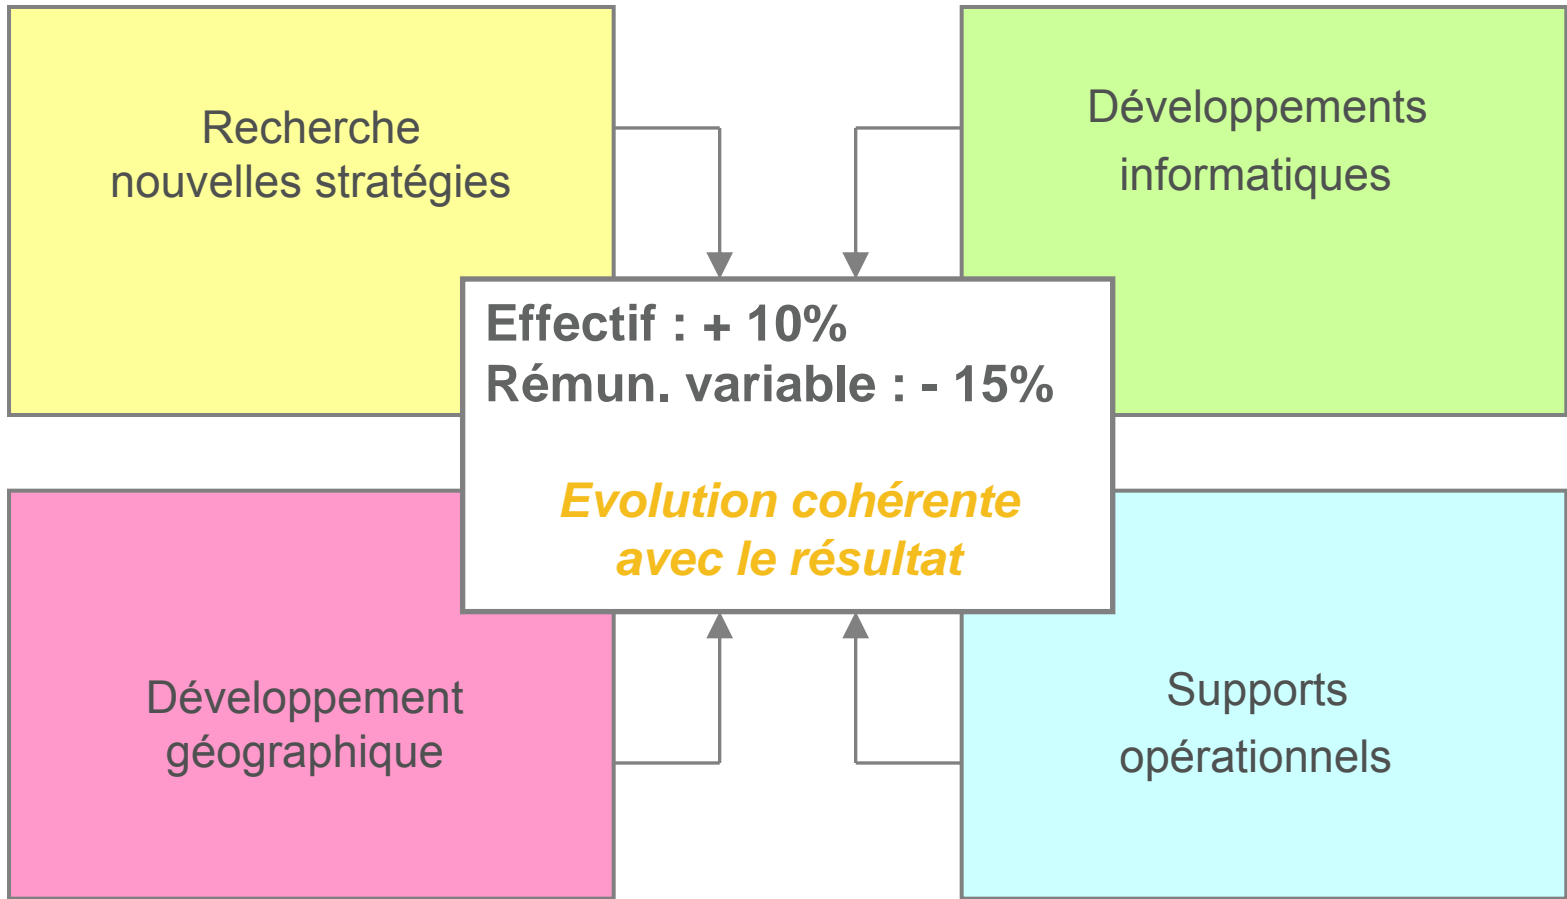 Recherche
nouvelles stratégies
Développements
informatiques
Effectif : + 10%
Rémun. variable : - 15%
Evolution cohérente
avec le résultat
Développement
géographique
Supports
opérationnels